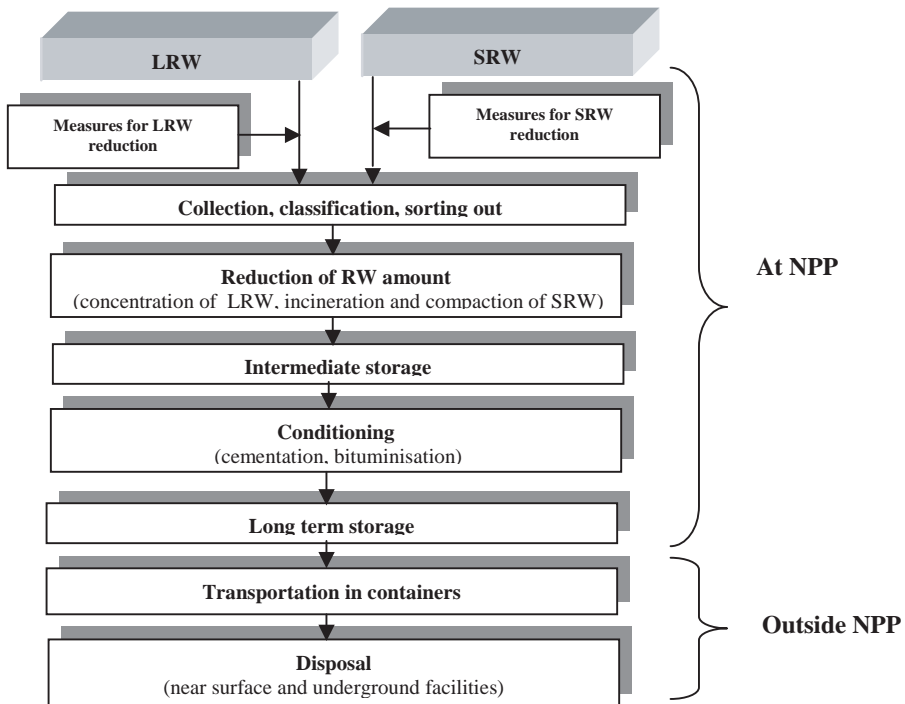 LRW
SRW
Measures for LRW
reduction
Measures for SRW
reduction
Collection, classification, sorting out
Reduction of RW amount
(concentration of LRW, incineration and compaction of SRW)
At NPP
Intermediate storage
Conditioning
(cementation, bituminisation)
Long term storage
Transportation in containers
Outside NPP
Disposal
(near surface and underground facilities)